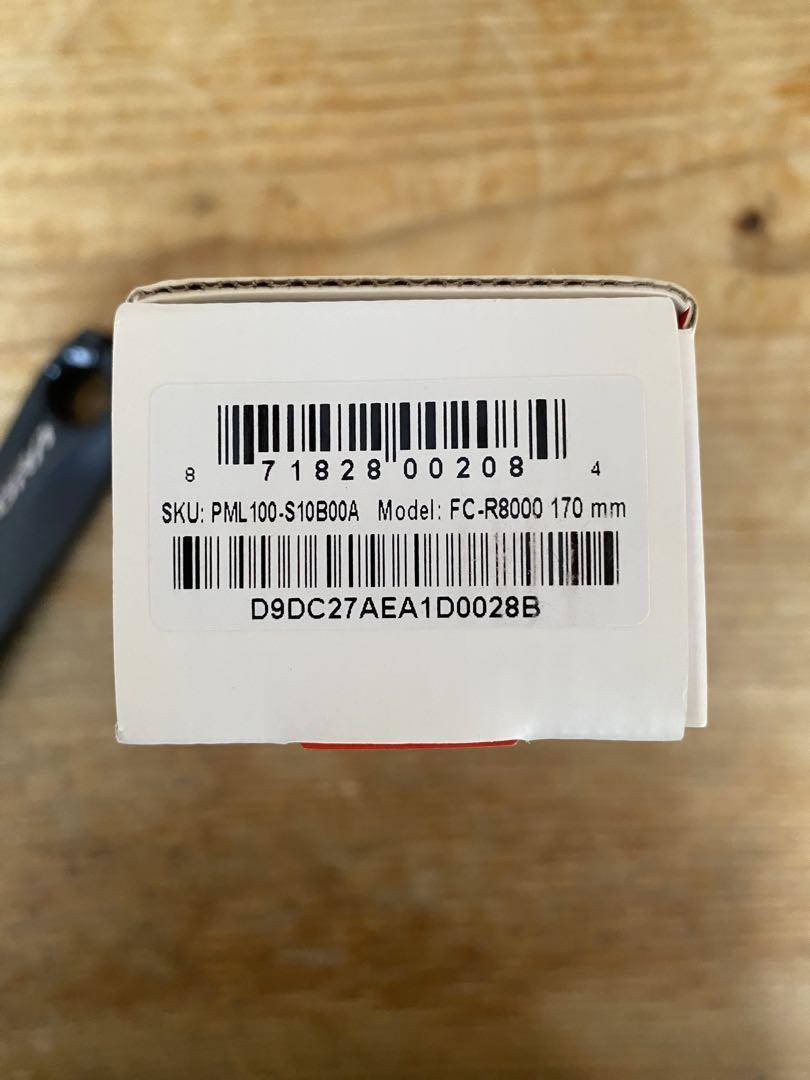 8 71828 00208 4
SKU: PML100-S10B00A Model: FC-R8000 170 mm
D9DC27AEA1D0028B